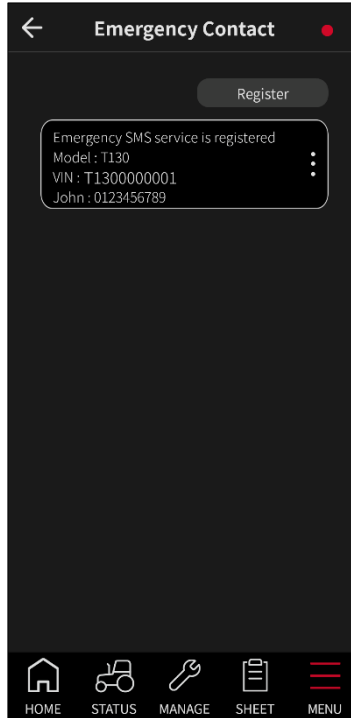 Emergency Contact
Register
Emergency SMS service is registered
Model : T130
VIN : T1300000001
John : 0123456789
HOME STATUS MANAGE SHEET MENU